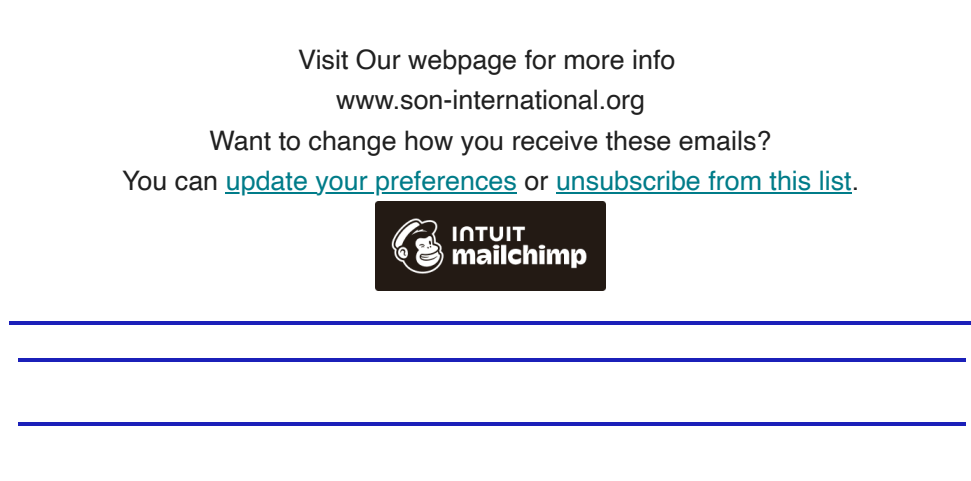 Visit Our webpage for more info
www.son-international.org
Want to change how you receive these emails?
You can update your preferences or unsubscribe from this list.
INTUIT
mailchimp